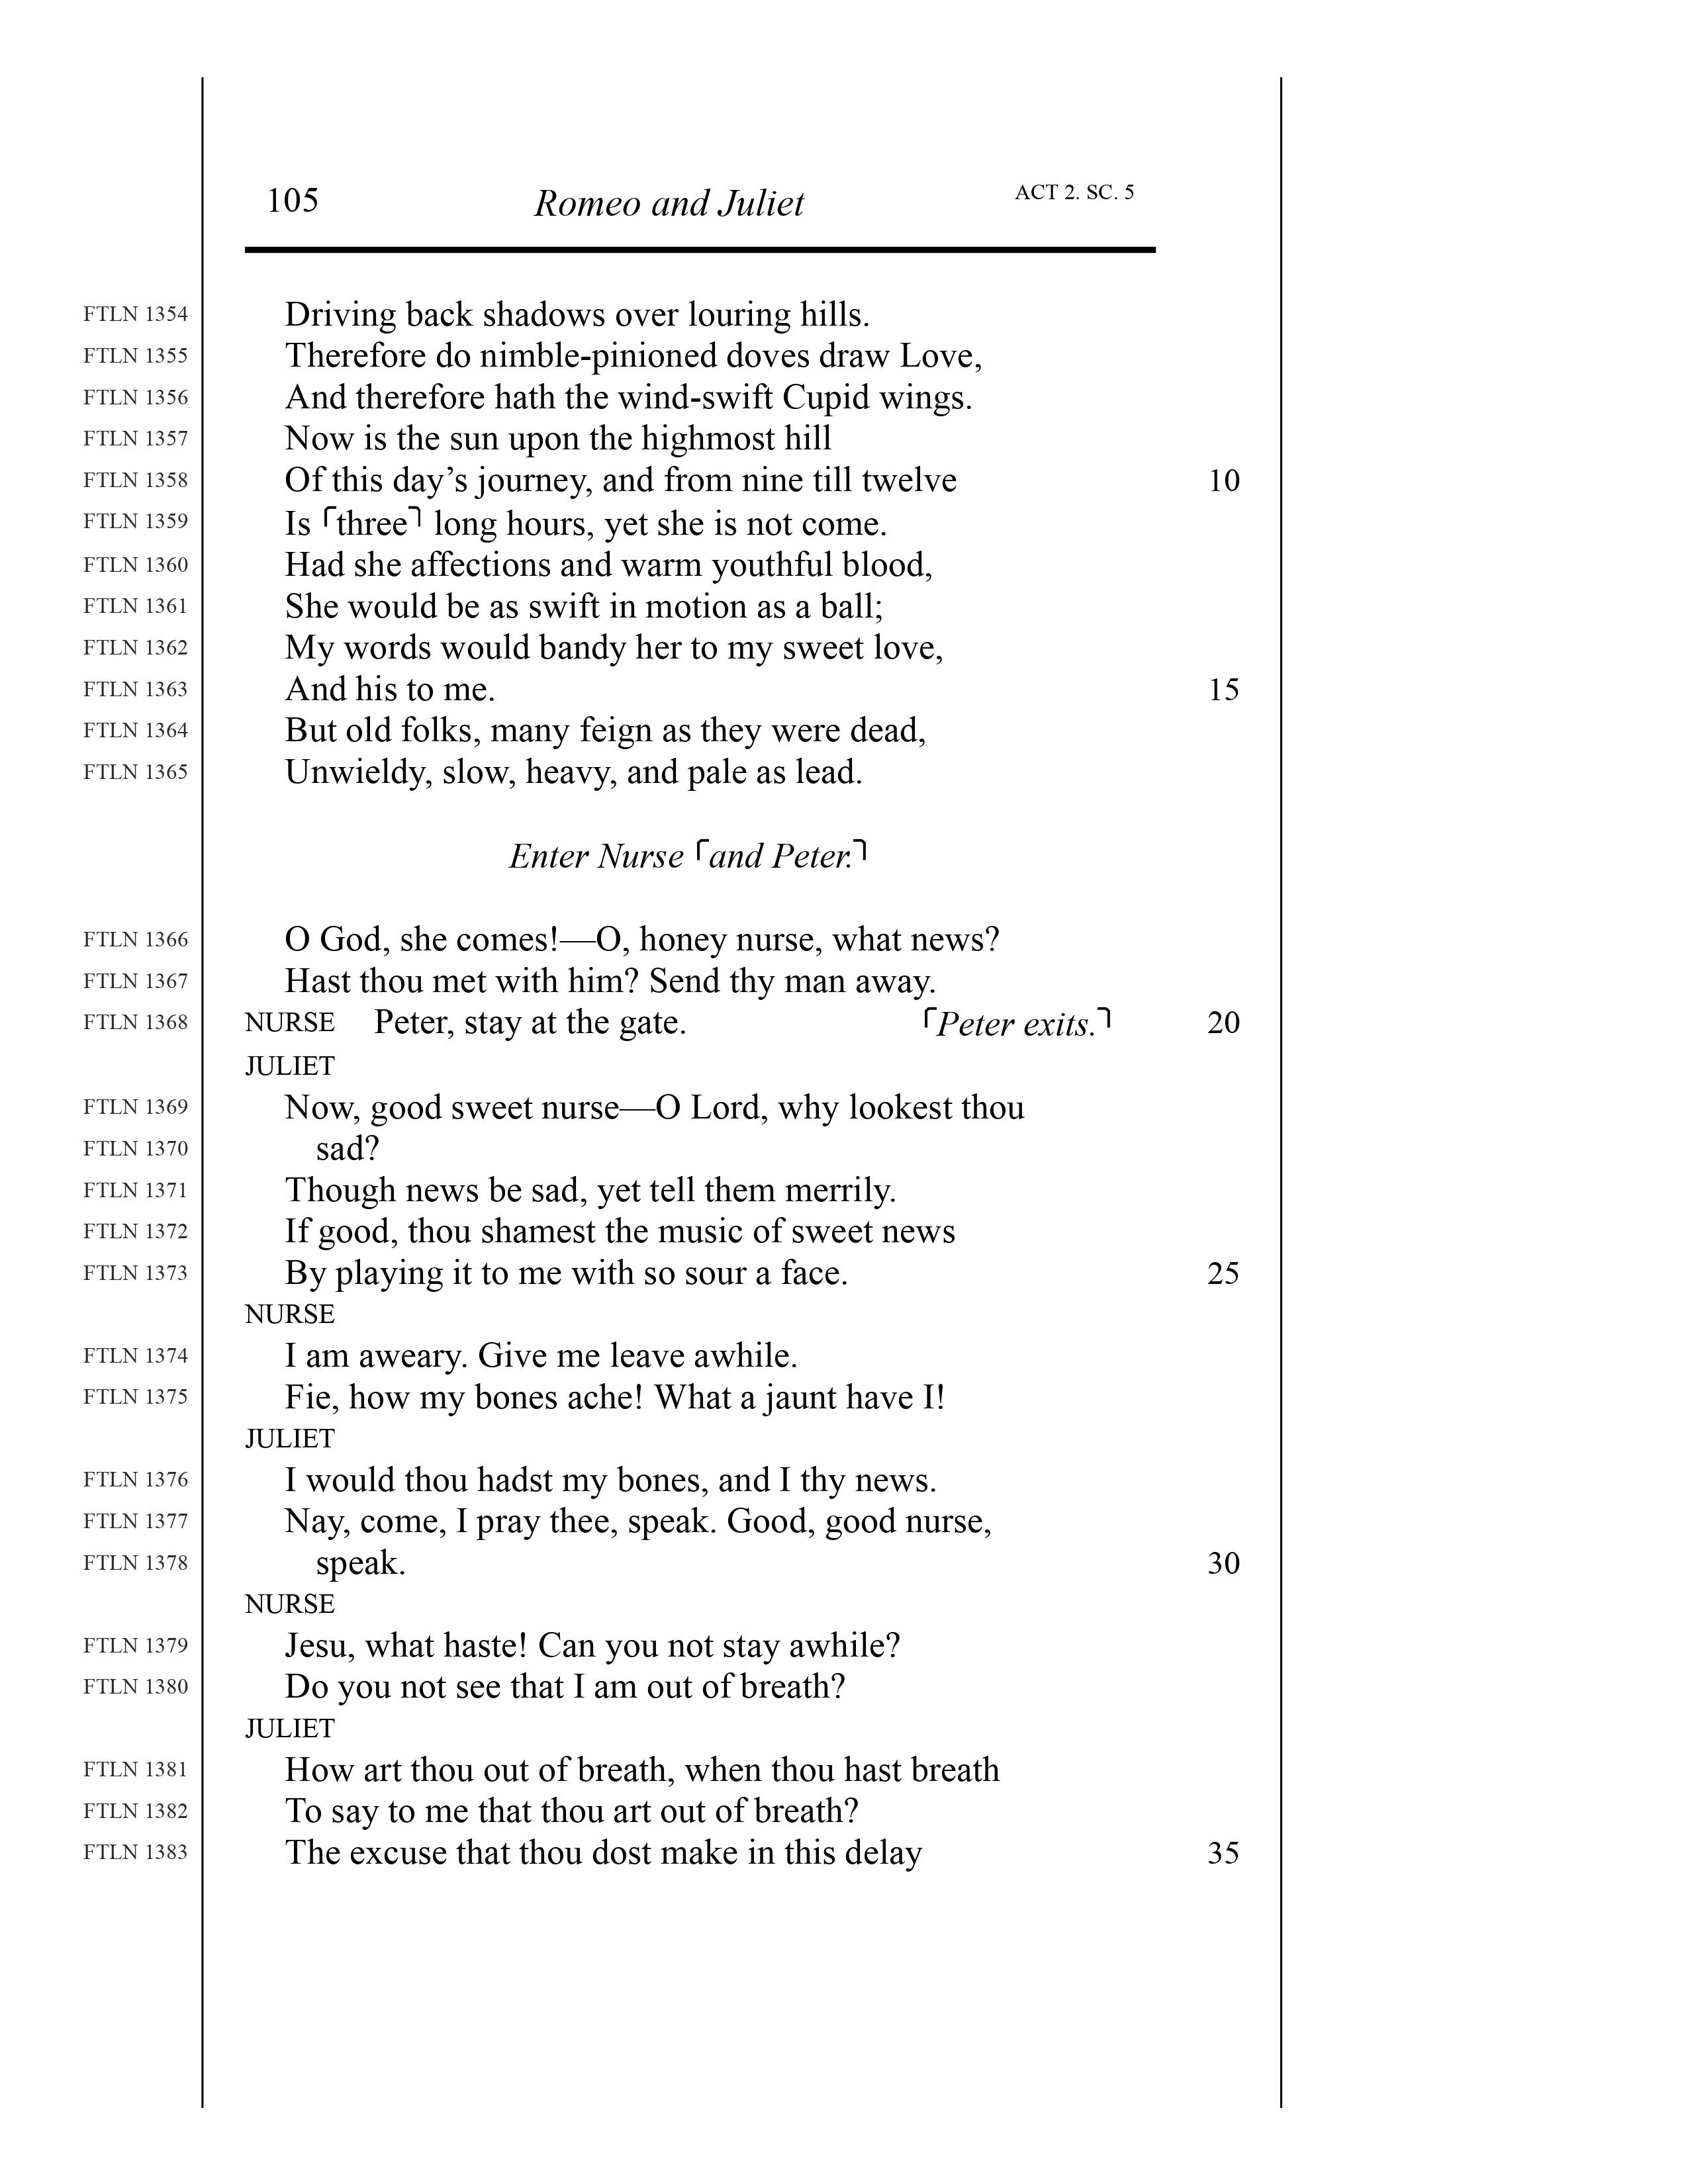 105 Romeo and Juliet ACT 2. SC. 5
FTLN 1354 Driving back shadows over louring hills.
FTLN 1355 Therefore do nimble-pinioned doves draw Love,
FTLN 1356 And therefore hath the wind-swift Cupid wings.
FTLN 1357 Now is the sun upon the highmost hill
FTLN 1358 Of this day’s journey, and from nine till twelve 10
FTLN 1359 Is ⌜three⌝ long hours, yet she is not come.
FTLN 1360 Had she affections and warm youthful blood,
FTLN 1361 She would be as swift in motion as a ball;
FTLN 1362 My words would bandy her to my sweet love,
FTLN 1363 And his to me. 15
FTLN 1364 But old folks, many feign as they were dead,
FTLN 1365 Unwieldy, slow, heavy, and pale as lead.
Enter Nurse ⌜and Peter.⌝
FTLN 1366 O God, she comes!—O, honey nurse, what news?
FTLN 1367 Hast thou met with him? Send thy man away.
FTLN 1368 NURSE Peter, stay at the gate. ⌜Peter exits.⌝ 20
JULIET
FTLN 1369 Now, good sweet nurse—O Lord, why lookest thou
FTLN 1370 sad?
FTLN 1371 Though news be sad, yet tell them merrily.
FTLN 1372 If good, thou shamest the music of sweet news
FTLN 1373 By playing it to me with so sour a face. 25
NURSE
FTLN 1374 I am aweary. Give me leave awhile.
FTLN 1375 Fie, how my bones ache! What a jaunt have I!
JULIET
FTLN 1376 I would thou hadst my bones, and I thy news.
FTLN 1377 Nay, come, I pray thee, speak. Good, good nurse,
FTLN 1378 speak. 30
NURSE
FTLN 1379 Jesu, what haste! Can you not stay awhile?
FTLN 1380 Do you not see that I am out of breath?
JULIET
FTLN 1381 How art thou out of breath, when thou hast breath
FTLN 1382 To say to me that thou art out of breath?
FTLN 1383 The excuse that thou dost make in this delay 35